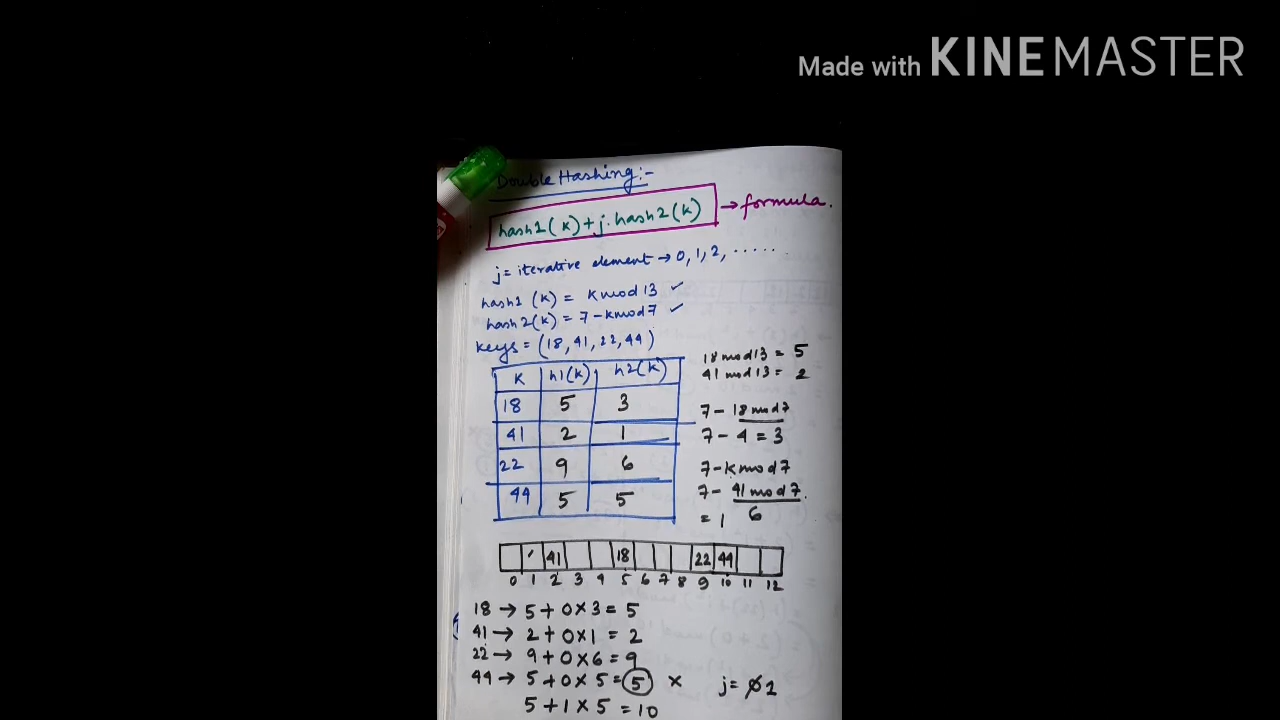 Made with KINEMASTER
Double Hashing:-
hash1(k)+j.hash2(k) → formula.
j = iterative element → 0, 1, 2, ......
hash1 (k) = k mod 13 ✓
hash2(k) = 7 - k mod 7 ✓
keys = (18, 41, 22, 44)
18 mod 13 = 5
41 mod 13 = 2
K h1(k) h2(k)
18 5 3
41 2 1
22 9 6
44 5 5
7 - 18 mod 7
7 - 4 = 3
7 - k mod 7
7 - 41 mod 7.
= 1 6
41 18 22 44
0 1 2 3 4 5 6 7 8 9 10 11 12
18 → 5 + 0 × 3 = 5
41 → 2 + 0 × 1 = 2
22 → 9 + 0 × 6 = 9
44 → 5 + 0 × 5 = 5 × j = 0 1
5 + 1 × 5 = 10